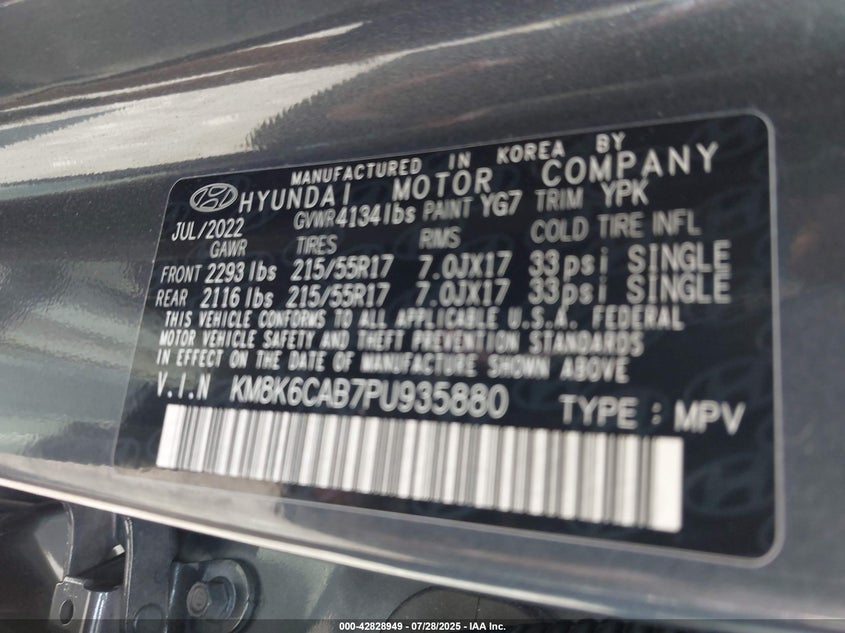 MANUFACTURED IN KOREA BY
HYUNDAI MOTOR COMPANY
JUL/2022 GVWR 4134 lbs PAINT YG7 TRIM YPK
GAWR TIRES RMS COLD TIRE INFL
FRONT 2293 lbs 215/55R17 7.0JX17 33psi SINGLE
REAR 2116 lbs 215/55R17 7.0JX17 33psi SINGLE
THIS VEHICLE CONFORMS TO ALL APPLICABLE U.S.A. FEDERAL
MOTOR VEHICLE SAFETY AND THEFT PREVENTION STANDARDS
IN EFFECT ON THE DATE OF MANUFACTURE SHOWN ABOVE
V.I.N KM8K6CAB7PU935880 TYPE : MPV
000-42828949 - 07/28/2025 - IAA Inc.